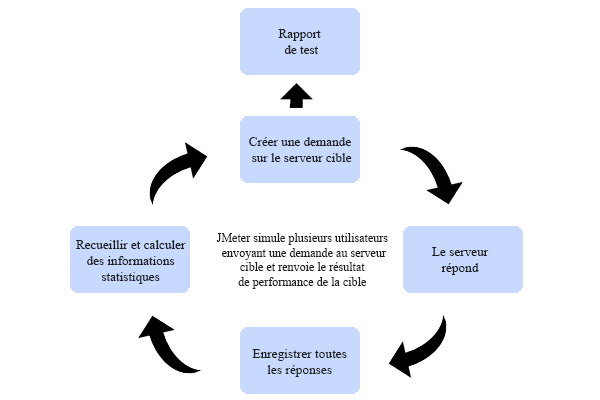 Rapport
de test
Créer une demande
sur le serveur cible
Recueillir et calculer
des informations
statistiques
JMeter simule plusieurs utilisateurs
envoyant une demande au serveur
cible et renvoie le résultat
de performance de la cible
Le serveur
répond
Enregistrer toutes
les réponses